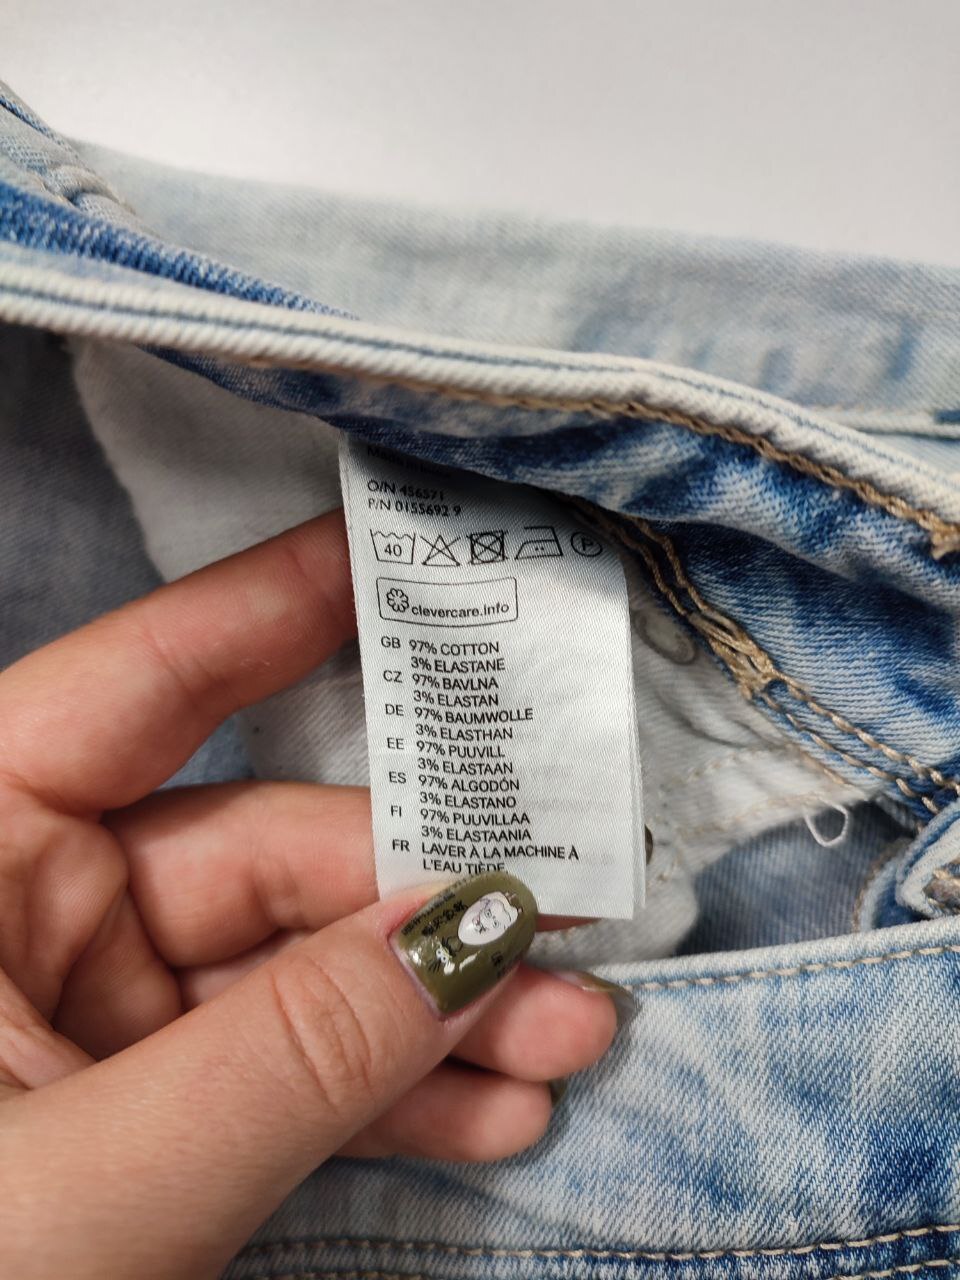 Made in
O/N 456571
P/N 0155692 9
40
P
clevercare.info
GB 97% COTTON
3% ELASTANE
CZ 97% BAVLNA
3% ELASTAN
DE 97% BAUMWOLLE
3% ELASTHAN
EE 97% PUUVILL
3% ELASTAAN
ES 97% ALGODÓN
3% ELASTANO
FI 97% PUUVILLAA
3% ELASTAANIA
FR LAVER À LA MACHINE À
L'EAU TIÈDE